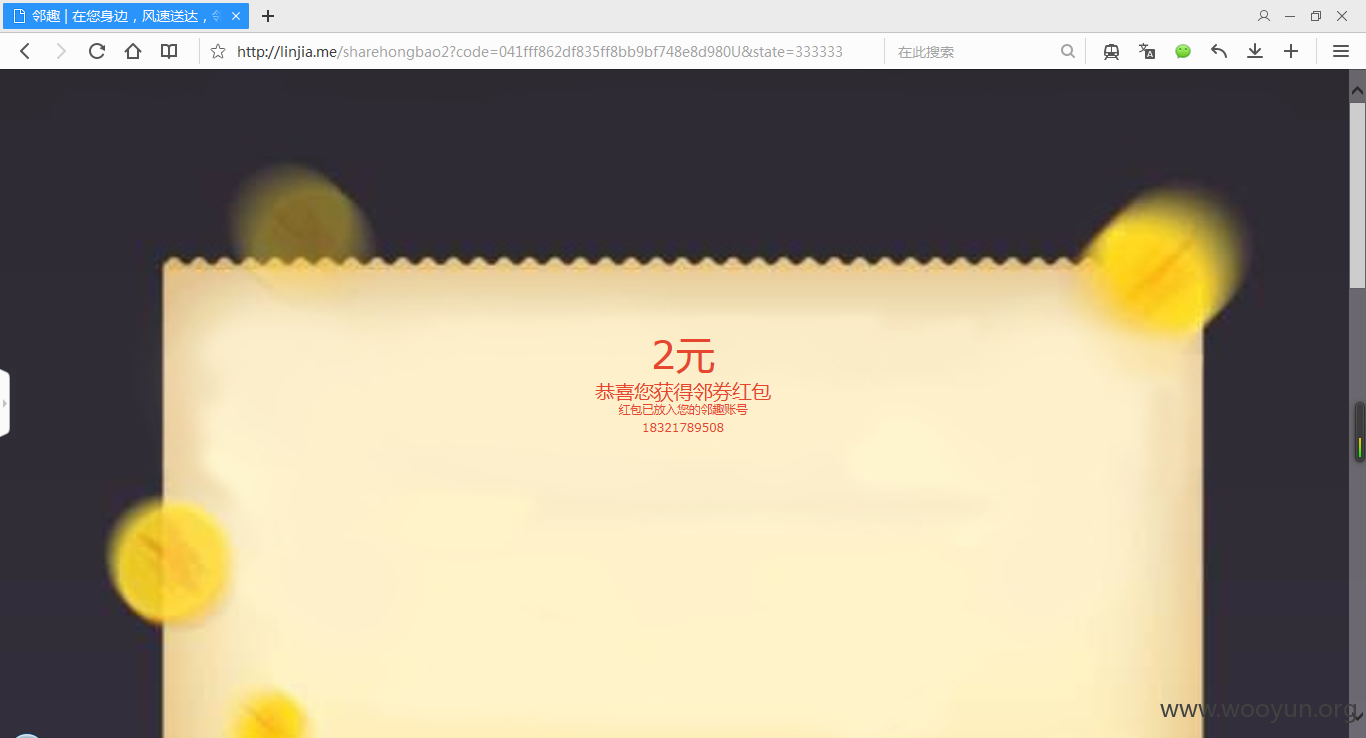 邻趣 | 在您身边，风速送达，
http://linjia.me/sharehongbao2?code=041fff862df835ff8bb9bf748e8d980U&state=333333
在此搜索
2元
恭喜您获得邻券红包
红包已放入您的邻趣账号
18321789508
www.wooyun.org